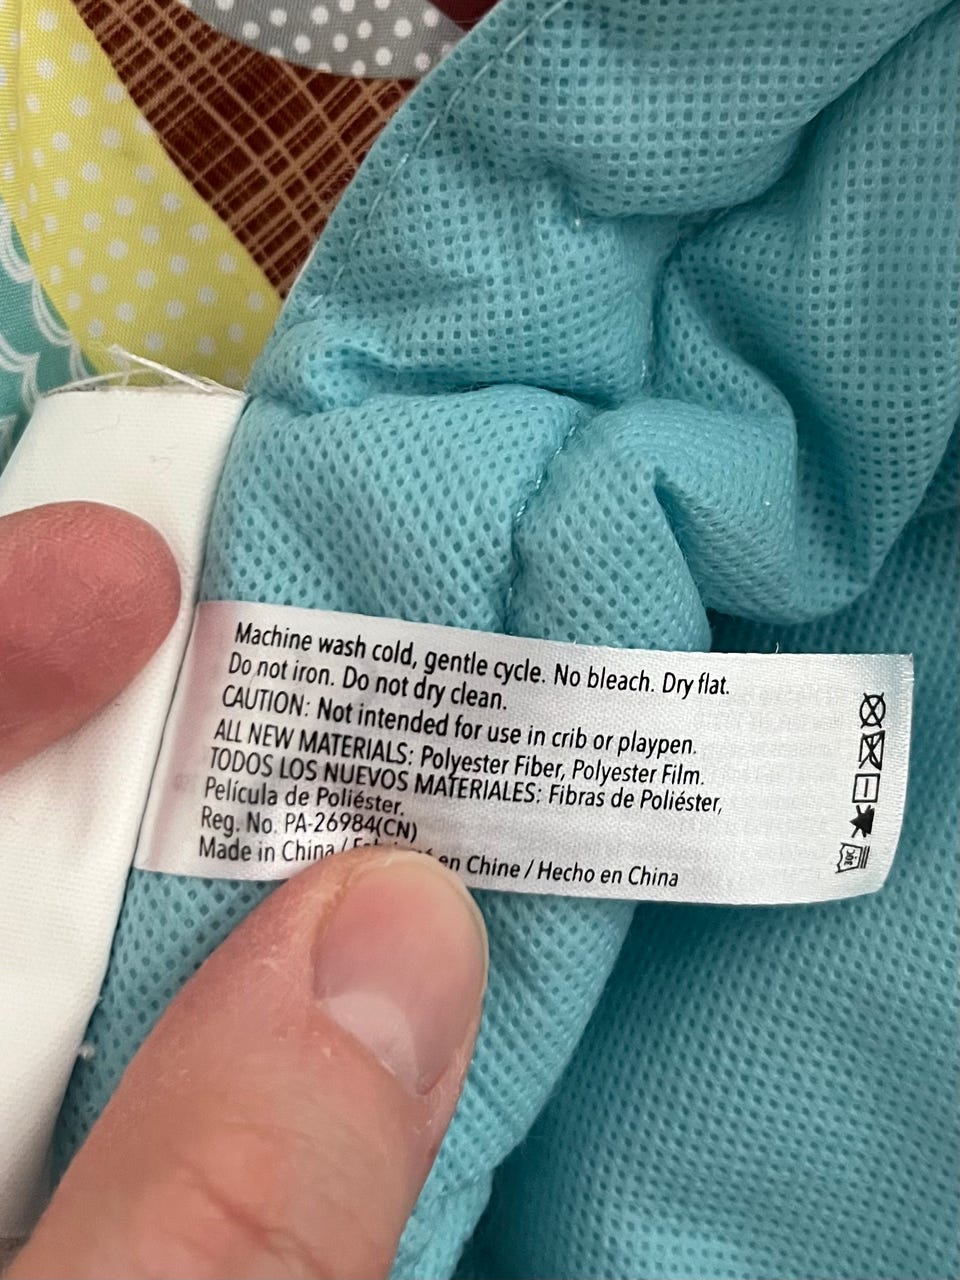 Machine wash cold, gentle cycle. No bleach. Dry flat.
Do not iron. Do not dry clean.
CAUTION: Not intended for use in crib or playpen.
ALL NEW MATERIALS: Polyester Fiber, Polyester Film.
TODOS LOS NUEVOS MATERIALES: Fibras de Poliéster,
Película de Poliéster.
Reg. No. PA-26984(CN)
Made in China / en Chine / Hecho en China
30C